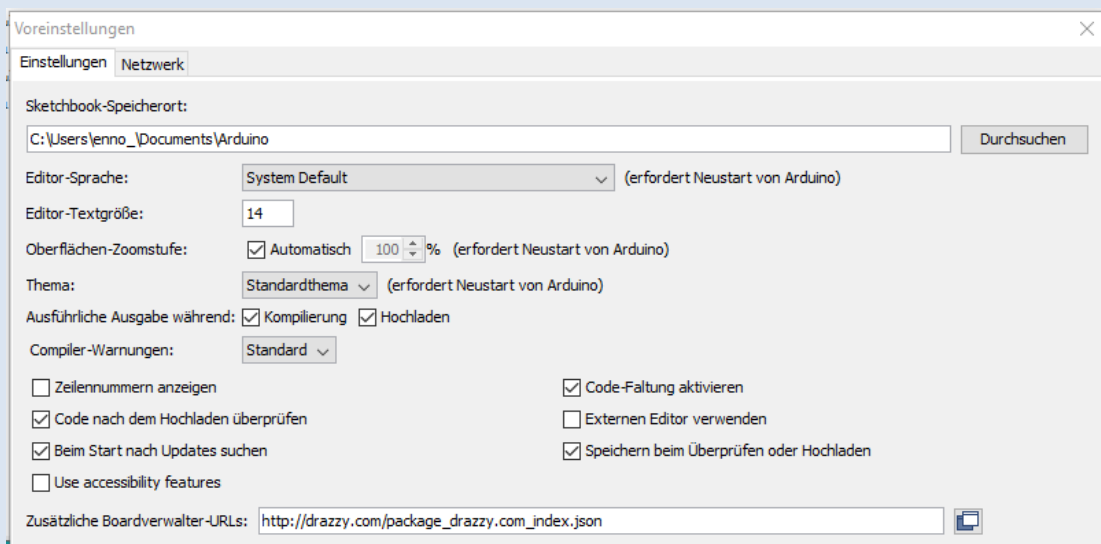 Voreinstellungen
Einstellungen Netzwerk
Sketchbook-Speicherort:
C:\Users\enno_\Documents\Arduino Durchsuchen
Editor-Sprache: System Default (erfordert Neustart von Arduino)
Editor-Textgröße: 14
Oberflächen-Zoomstufe: Automatisch 100 % (erfordert Neustart von Arduino)
Thema: Standardthema (erfordert Neustart von Arduino)
Ausführliche Ausgabe während: Kompilierung Hochladen
Compiler-Warnungen: Standard
Zeilennummern anzeigen Code-Faltung aktivieren
Code nach dem Hochladen überprüfen Externen Editor verwenden
Beim Start nach Updates suchen Speichern beim Überprüfen oder Hochladen
Use accessibility features
Zusätzliche Boardverwalter-URLs: http://drazzy.com/package_drazzy.com_index.json